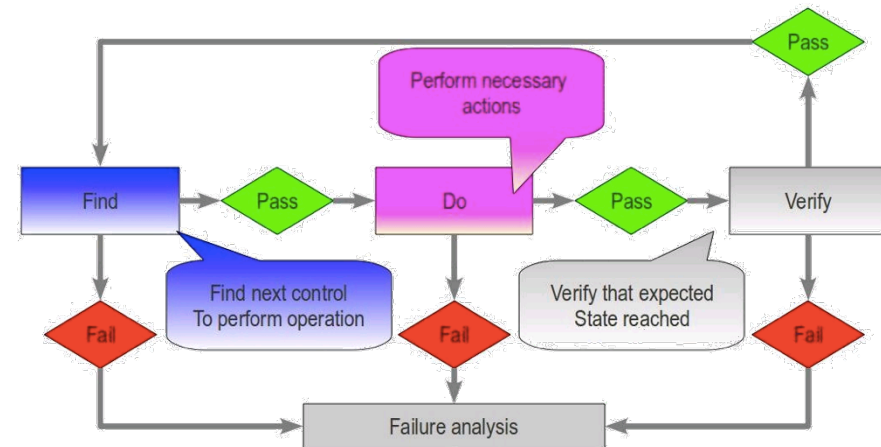 Pass
Perform necessary
actions
Find
Pass
Do
Pass
Verify
Find next control
To perform operation
Verify that expected
State reached
Fail
Fail
Fail
Failure analysis